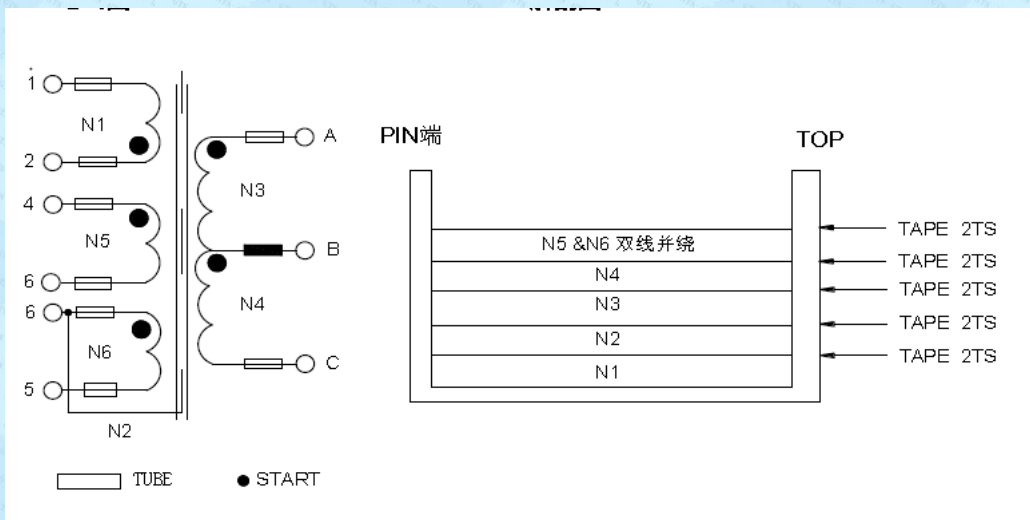 1
N1
2
4
N5
6
6
N6
5
N2
A
N3
B
N4
C
TUBE
START
PIN端
TOP
N5 &N6 双线并绕
N4
N3
N2
N1
TAPE 2TS
TAPE 2TS
TAPE 2TS
TAPE 2TS
TAPE 2TS